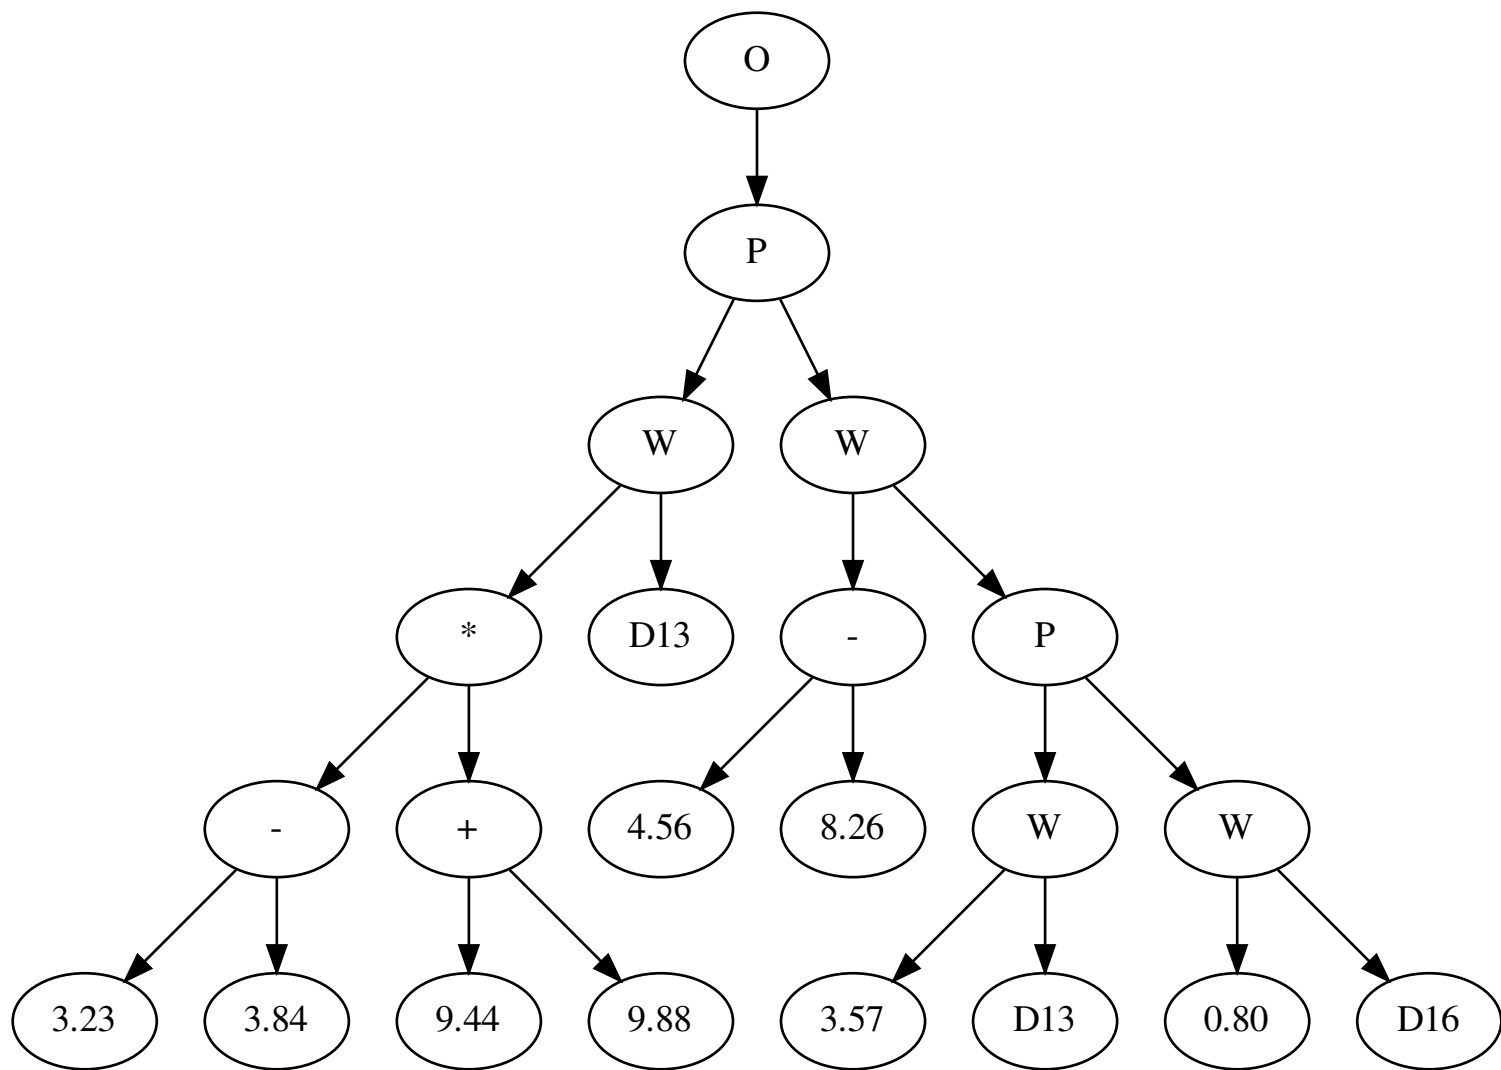 O
P
W W
* D13 - P
- + 4.56 8.26 W W
3.23 3.84 9.44 9.88 3.57 D13 0.80 D16